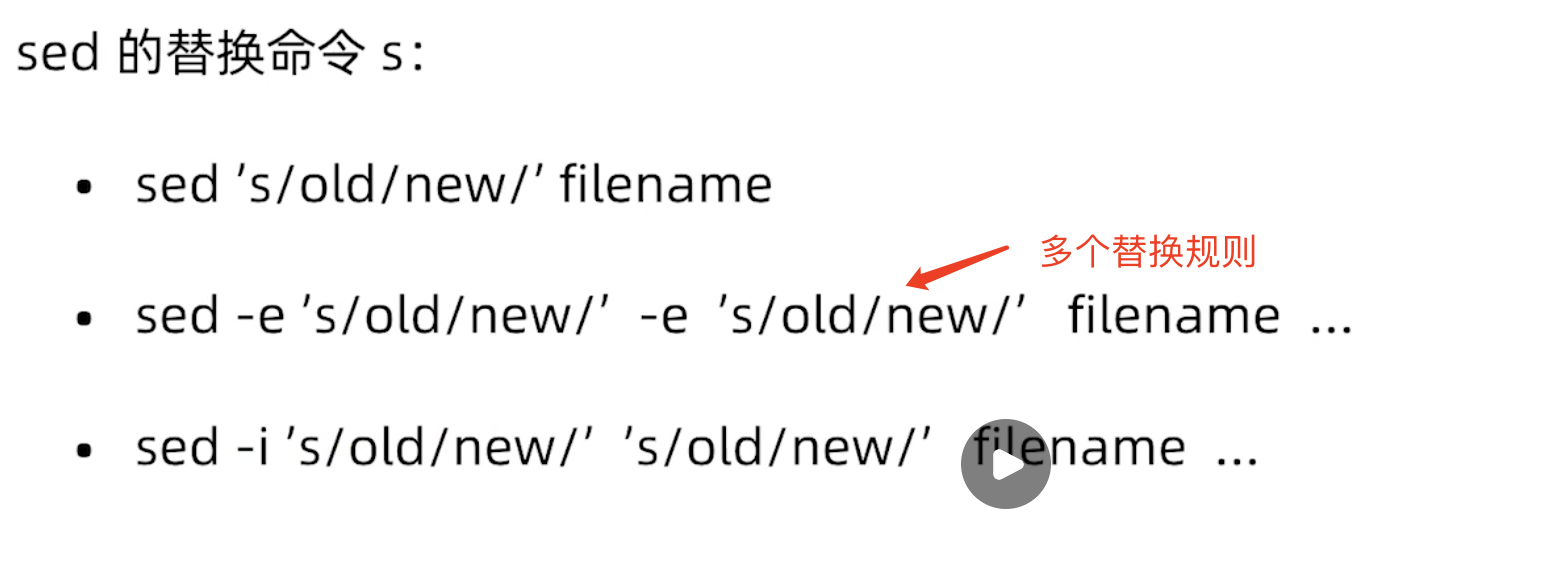 sed 的替换命令 s：
• sed 's/old/new/' filename
多个替换规则
• sed -e 's/old/new/' -e 's/old/new/' filename ...
• sed -i 's/old/new/' 's/old/new/' filename ...